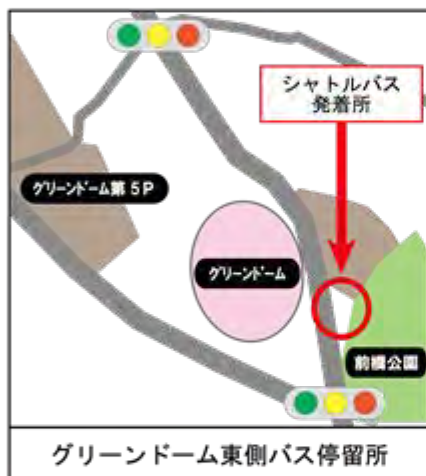 シャトルバス
発着所
グリーンドーム第5P
グリーンドーム
前橋公園
グリーンドーム東側バス停留所